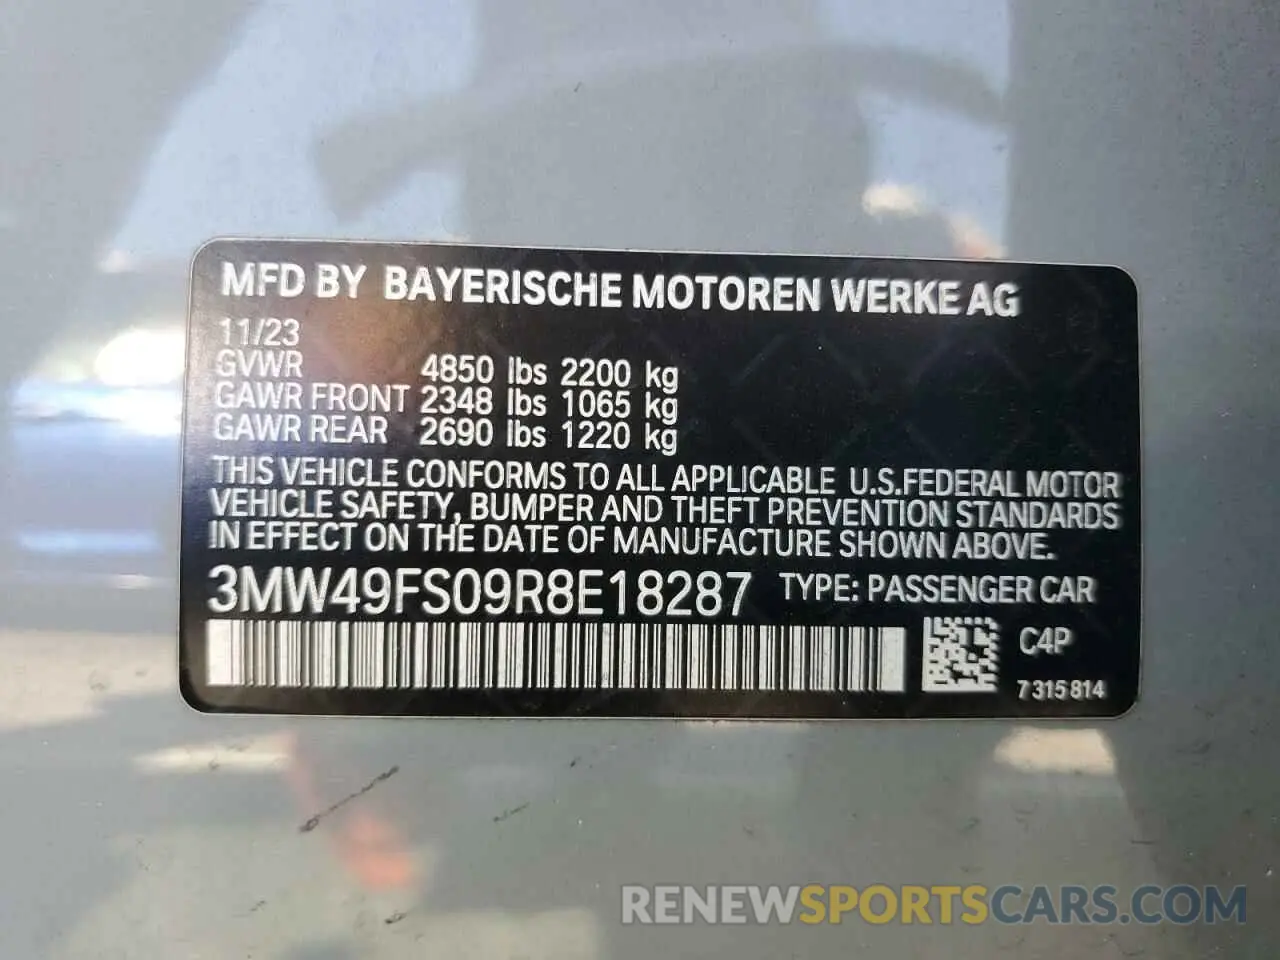 MFD BY BAYERISCHE MOTOREN WERKE AG
11/23
GVWR 4850 lbs 2200 kg
GAWR FRONT 2348 lbs 1065 kg
GAWR REAR 2690 lbs 1220 kg
THIS VEHICLE CONFORMS TO ALL APPLICABLE U.S.FEDERAL MOTOR
VEHICLE SAFETY, BUMPER AND THEFT PREVENTION STANDARDS
IN EFFECT ON THE DATE OF MANUFACTURE SHOWN ABOVE.
3MW49FS09R8E18287 TYPE: PASSENGER CAR
C4P
7 315 814
RENEWSPORTSCARS.COM